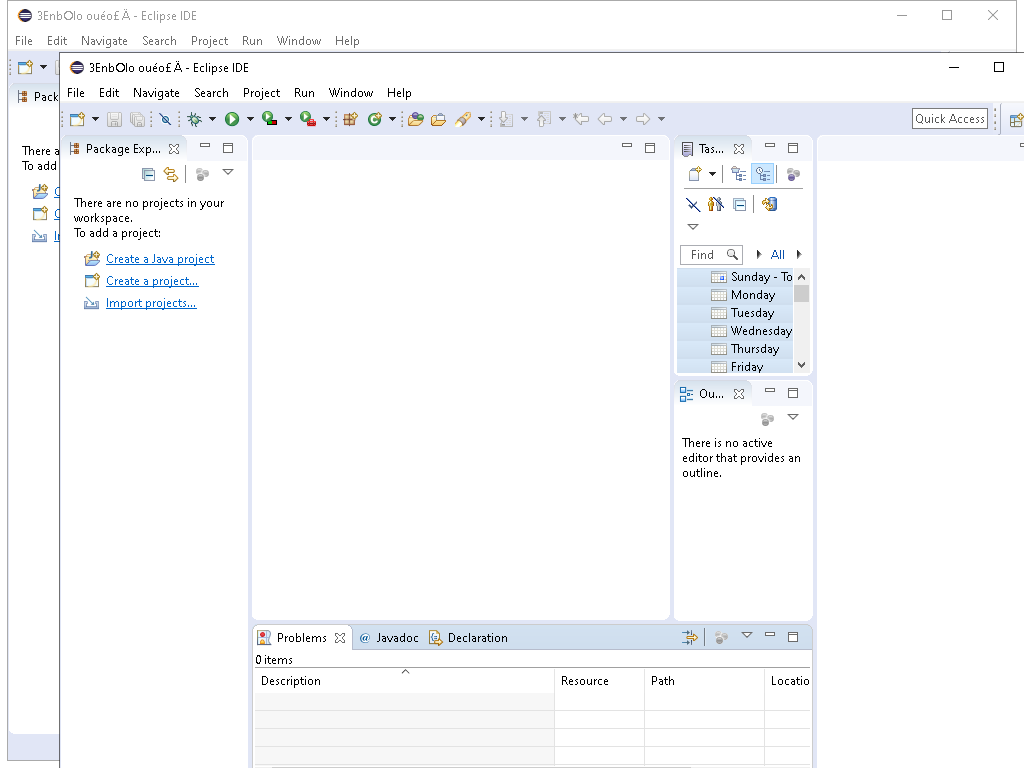 3EnbOlo ouéo£ Ä - Eclipse IDE
File Edit Navigate Search Project Run Window Help
Pack
There a
To add
3EnbOlo ouéo£ Ä - Eclipse IDE
File Edit Navigate Search Project Run Window Help
Quick Access
Package Exp...
There are no projects in your
workspace.
To add a project:
Create a Java project
Create a project...
Import projects...
Tas...
Find
All
Sunday - To
Monday
Tuesday
Wednesday
Thursday
Friday
Ou...
There is no active
editor that provides an
outline.
Problems @ Javadoc Declaration
0 items
Description Resource Path Locatio